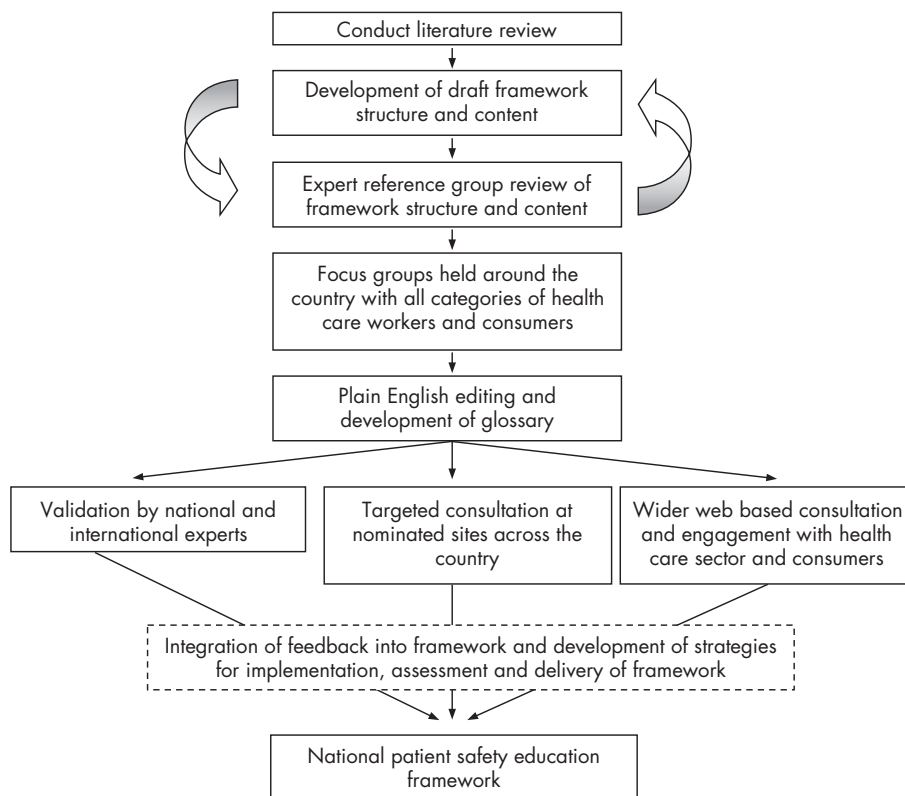 Conduct literature review
Development of draft framework
structure and content
Expert reference group review of
framework structure and content
Focus groups held around the
country with all categories of health
care workers and consumers
Plain English editing and
development of glossary
Validation by national and
international experts
Targeted consultation at
nominated sites across the
country
Wider web based consultation
and engagement with health
care sector and consumers
Integration of feedback into framework and development of strategies
for implementation, assessment and delivery of framework
National patient safety education
framework